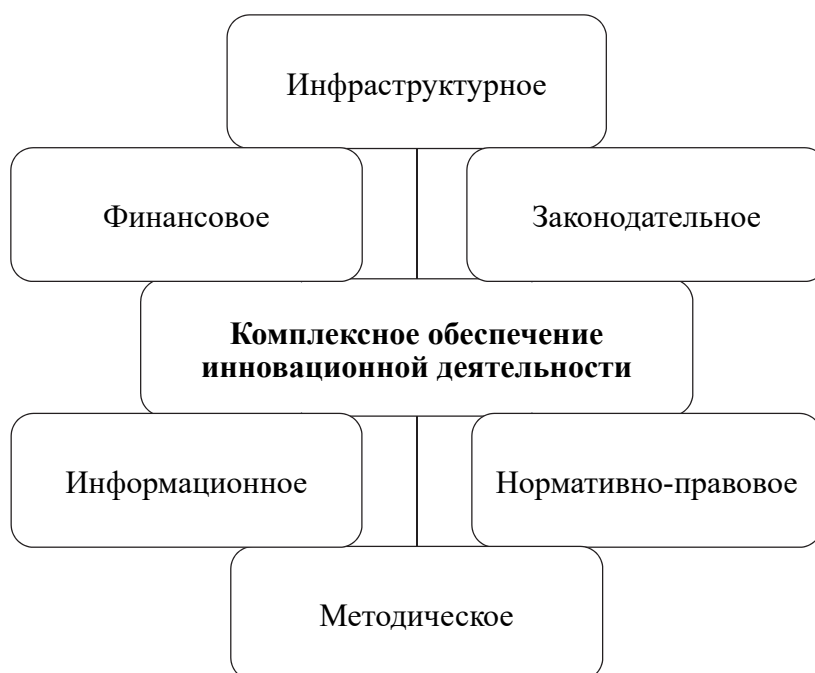 Инфраструктурное
Финансовое
Законодательное
Комплексное обеспечение
инновационной деятельности
Информационное
Нормативно-правовое
Методическое